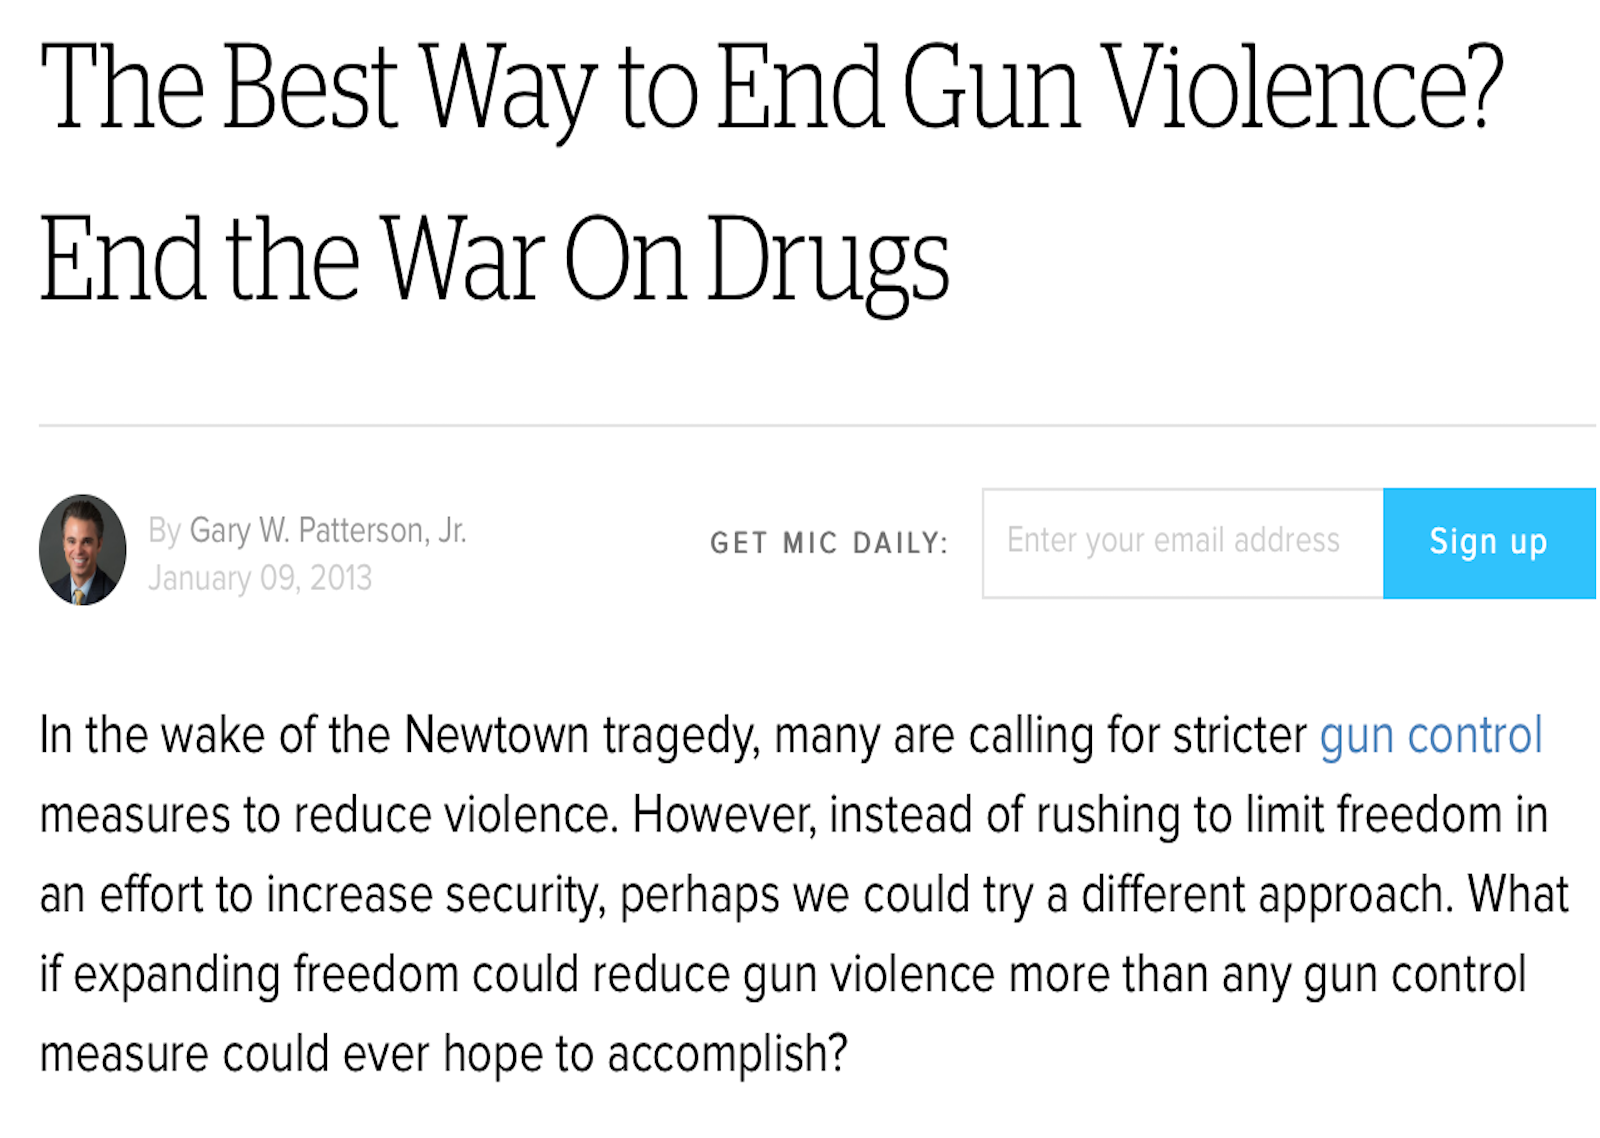 The Best Way to End Gun Violence?
End the War On Drugs
By Gary W. Patterson, Jr.
January 09, 2013
GET MIC DAILY:
Enter your email address
Sign up
In the wake of the Newtown tragedy, many are calling for stricter gun control
measures to reduce violence. However, instead of rushing to limit freedom in
an effort to increase security, perhaps we could try a different approach. What
if expanding freedom could reduce gun violence more than any gun control
measure could ever hope to accomplish?